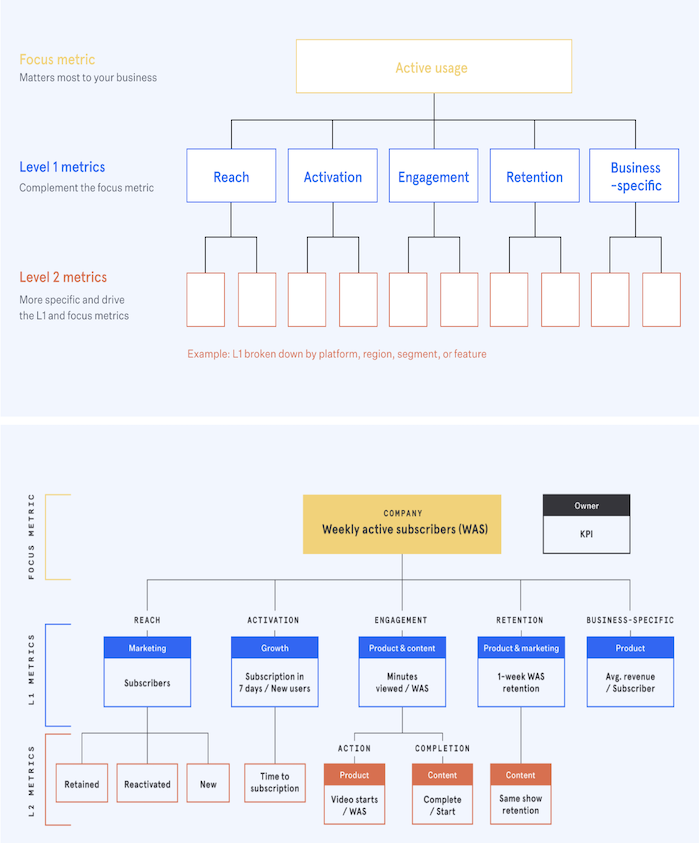 Focus metric
Matters most to your business
Active usage
Level 1 metrics
Complement the focus metric
Reach
Activation
Engagement
Retention
Business
-specific
Level 2 metrics
More specific and drive
the L1 and focus metrics
Example: L1 broken down by platform, region, segment, or feature
FOCUS METRIC
COMPANY
Weekly active subscribers (WAS)
Owner
KPI
L1 METRICS
REACH
Marketing
Subscribers
ACTIVATION
Growth
Subscription in
7 days / New users
ENGAGEMENT
Product & content
Minutes
viewed / WAS
RETENTION
Product & marketing
1-week WAS
retention
BUSINESS-SPECIFIC
Product
Avg. revenue
/ Subscriber
L2 METRICS
Retained
Reactivated
New
Time to
subscription
ACTION
Product
Video starts
/ WAS
COMPLETION
Content
Complete
/ Start
Content
Same show
retention